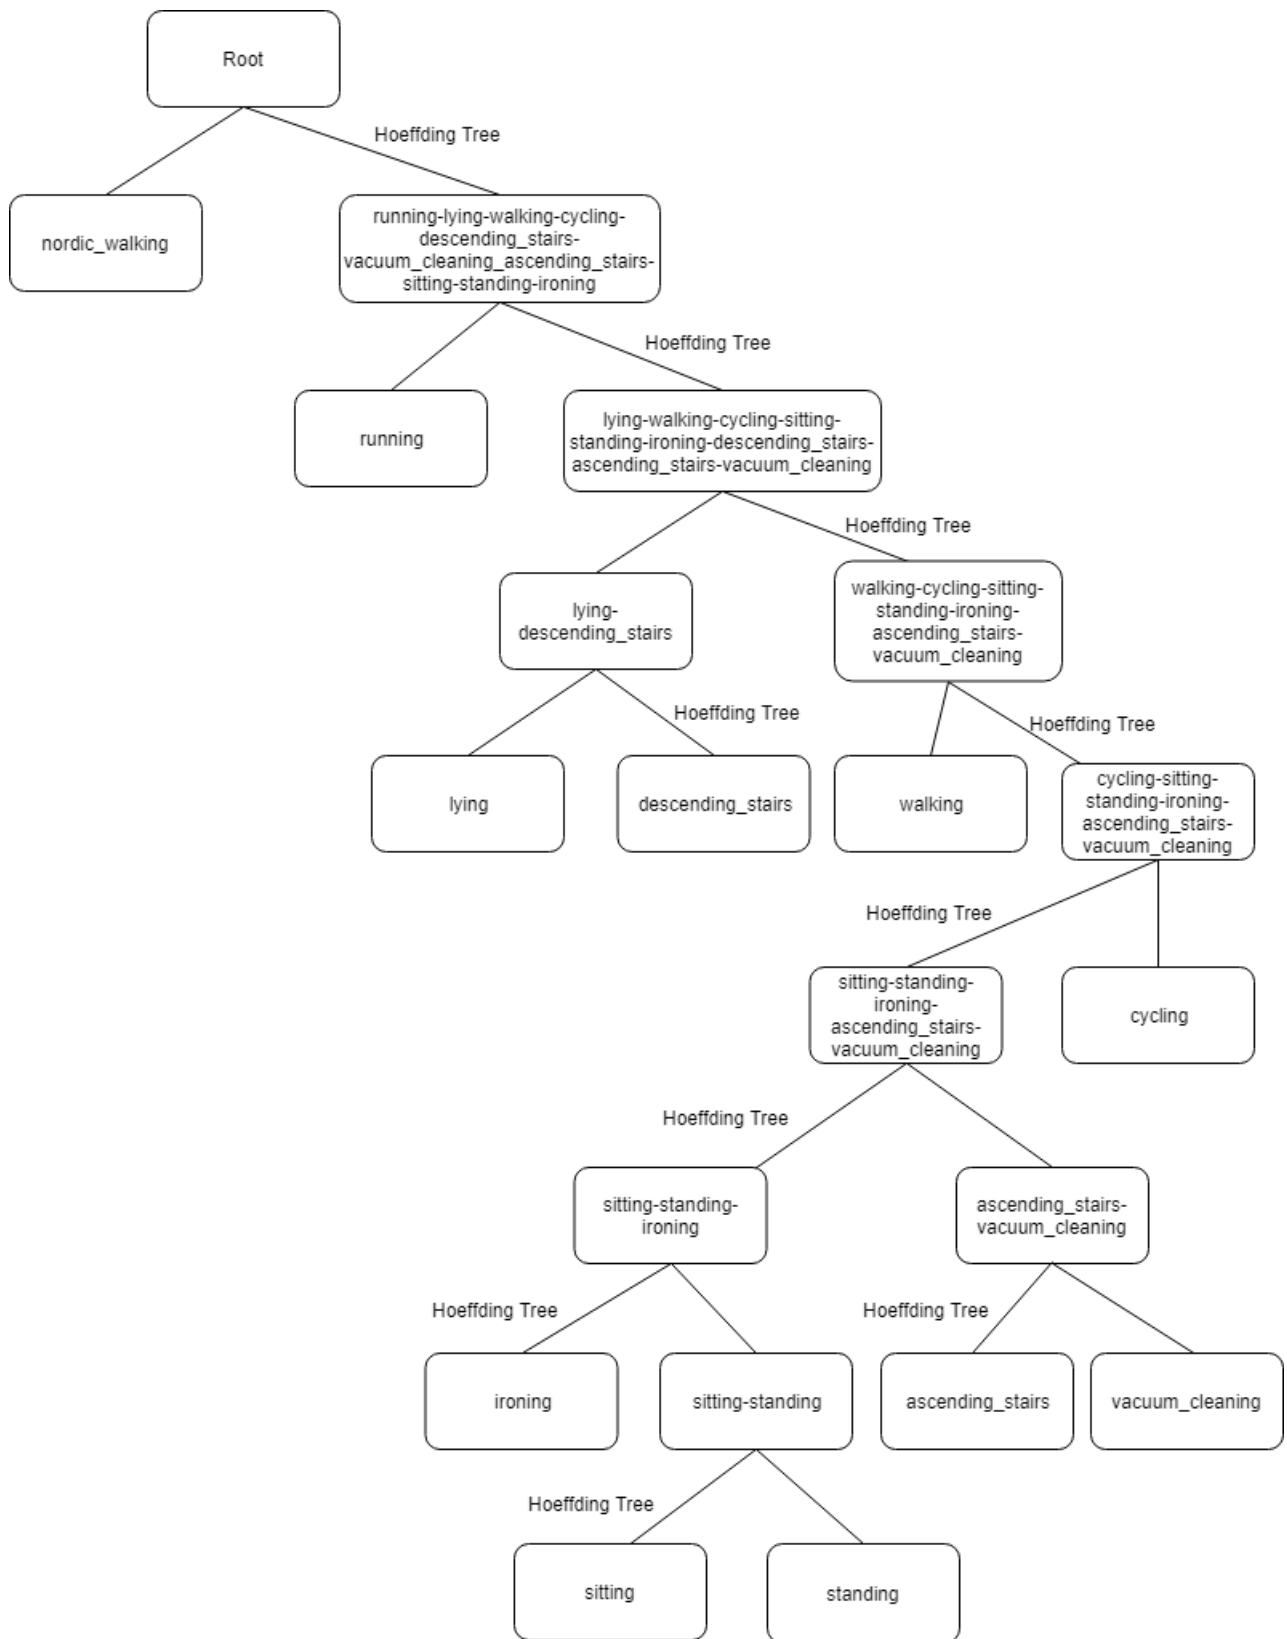 Root
Hoeffding Tree
nordic_walking
running-lying-walking-cycling-
descending_stairs-
vacuum_cleaning_ascending_stairs-
sitting-standing-ironing
Hoeffding Tree
running
lying-walking-cycling-sitting-
standing-ironing-descending_stairs-
ascending_stairs-vacuum_cleaning
Hoeffding Tree
lying-
descending_stairs
walking-cycling-sitting-
standing-ironing-
ascending_stairs-
vacuum_cleaning
Hoeffding Tree
Hoeffding Tree
lying
descending_stairs
walking
cycling-sitting-
standing-ironing-
ascending_stairs-
vacuum_cleaning
Hoeffding Tree
sitting-standing-
ironing-
ascending_stairs-
vacuum_cleaning
cycling
Hoeffding Tree
sitting-standing-
ironing
ascending_stairs-
vacuum_cleaning
Hoeffding Tree
Hoeffding Tree
ironing
sitting-standing
ascending_stairs
vacuum_cleaning
Hoeffding Tree
sitting
standing